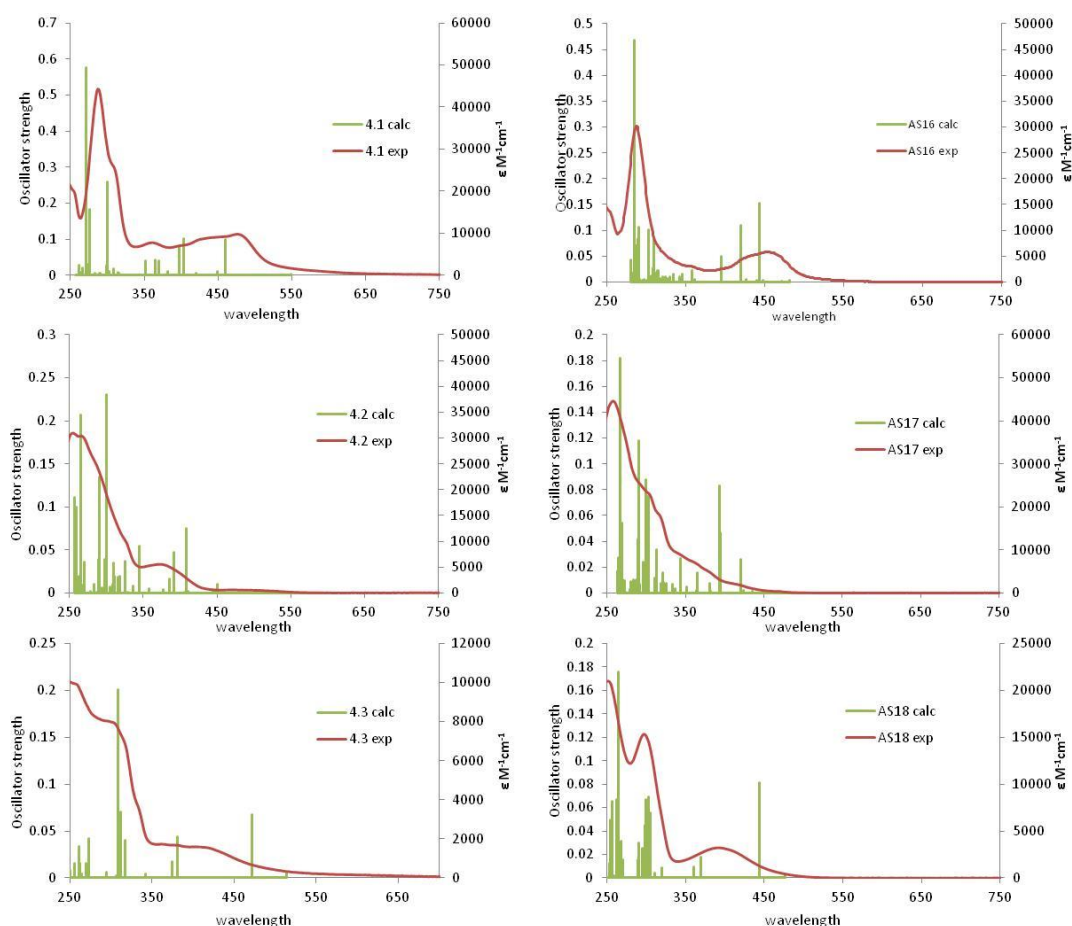 0.7 0.6 0.5 0.4 0.3 0.2 0.1 0
Oscillator strength
60000 50000 40000 30000 20000 10000 0
ε M-1cm-1
4.1 calc
4.1 exp
250 350 450 550 650 750
wavelength
0.5 0.45 0.4 0.35 0.3 0.25 0.2 0.15 0.1 0.05 0
Oscillator strength
50000 45000 40000 35000 30000 25000 20000 15000 10000 5000 0
ε M-1cm-1
AS16 calc
AS16 exp
250 350 450 550 650 750
wavelength
0.3 0.25 0.2 0.15 0.1 0.05 0
Oscillator strength
50000 45000 40000 35000 30000 25000 20000 15000 10000 5000 0
ε M-1cm-1
4.2 calc
4.2 exp
250 350 450 550 650 750
wavelength
0.2 0.18 0.16 0.14 0.12 0.1 0.08 0.06 0.04 0.02 0
Oscillator strength
60000 50000 40000 30000 20000 10000 0
ε M-1cm-1
AS17 calc
AS17 exp
250 350 450 550 650 750
wavelength
0.25 0.2 0.15 0.1 0.05 0
Oscillator strength
12000 10000 8000 6000 4000 2000 0
ε M-1cm-1
4.3 calc
4.3 exp
250 350 450 550 650
wavelength
0.2 0.18 0.16 0.14 0.12 0.1 0.08 0.06 0.04 0.02 0
Oscillator strength
25000 20000 15000 10000 5000 0
ε M-1cm-1
AS18 calc
AS18 exp
250 350 450 550 650 750
wavelength